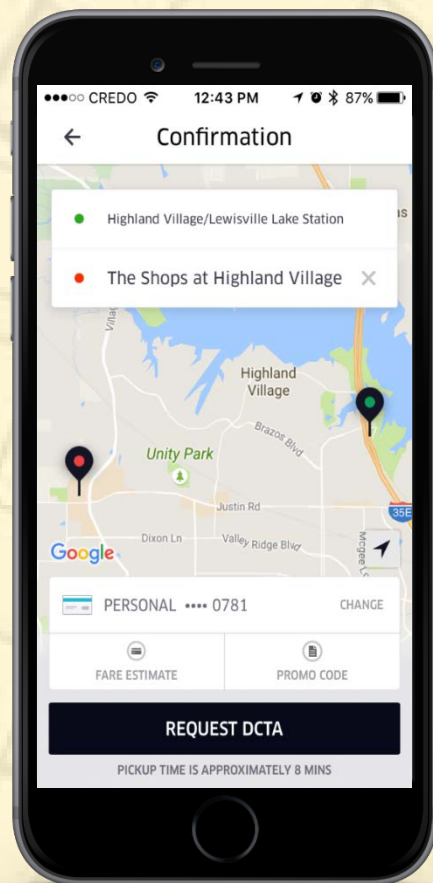 CREDO 12:43 PM 87%
Confirmation
Highland Village/Lewisville Lake Station
The Shops at Highland Village
Highland
Village
Brazos Blvd
Unity Park
Justin Rd
35E
Dixon Ln
Valley Ridge Blvd
Google
PERSONAL •••• 0781 CHANGE
FARE ESTIMATE PROMO CODE
REQUEST DCTA
PICKUP TIME IS APPROXIMATELY 8 MINS